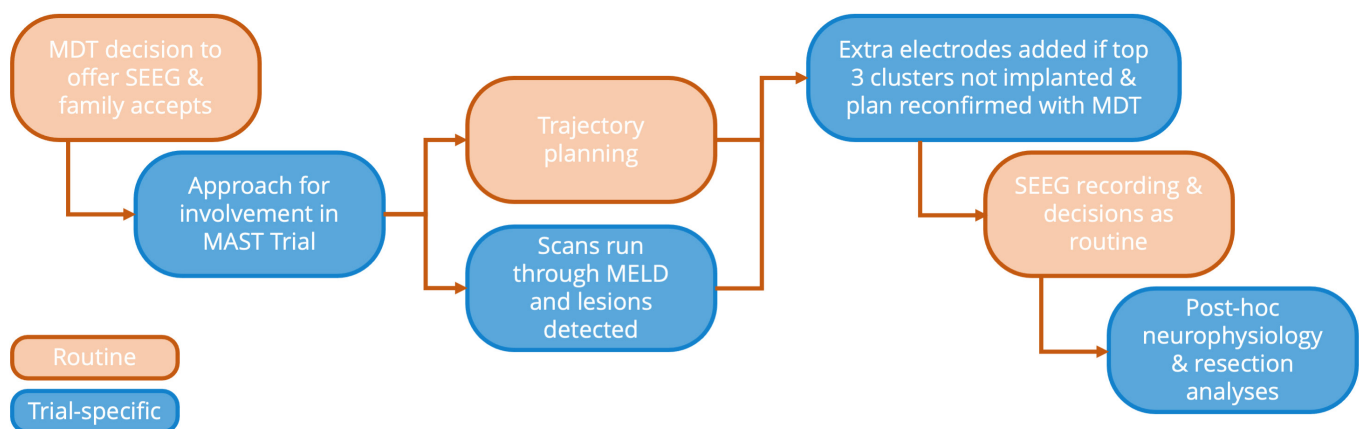 MDT decision to
offer SEEG &
family accepts
Approach for
involvement in
MAST Trial
Trajectory
planning
Scans run
through MELD
and lesions
detected
Extra electrodes added if top
3 clusters not implanted &
plan reconfirmed with MDT
SEEG recording &
decisions as
routine
Post-hoc
neurophysiology
& resection
analyses
Routine
Trial-specific